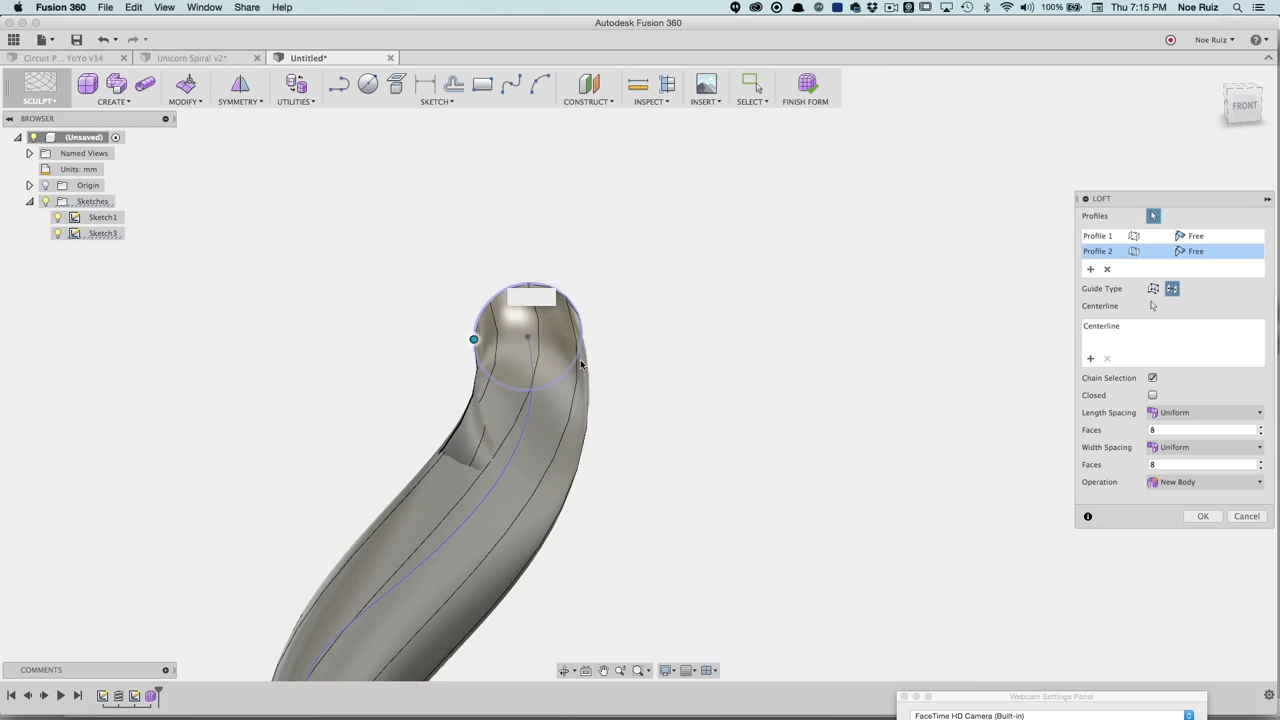 Fusion 360 File Edit View Window Share Help 100% Thu 7:15 PM Noe Ruiz
Autodesk Fusion 360
Noe Ruiz
Circuit P... YoYo v14 Unicorn Spiral v2* Untitled*
SCULPT CREATE MODIFY SYMMETRY UTILITIES SKETCH CONSTRUCT INSPECT INSERT SELECT FINISH FORM
BROWSER
(Unsaved)
Named Views
Units: mm
Origin
Sketches
Sketch1
Sketch3
FRONT
LOFT
Profiles
Profile 1 Free
Profile 2 Free
Guide Type
Centerline
Centerline
Chain Selection
Closed
Length Spacing Uniform
Faces 8
Width Spacing Uniform
Faces 8
Operation New Body
OK Cancel
COMMENTS
Webcam Settings Panel
FaceTime HD Camera (Built-in)